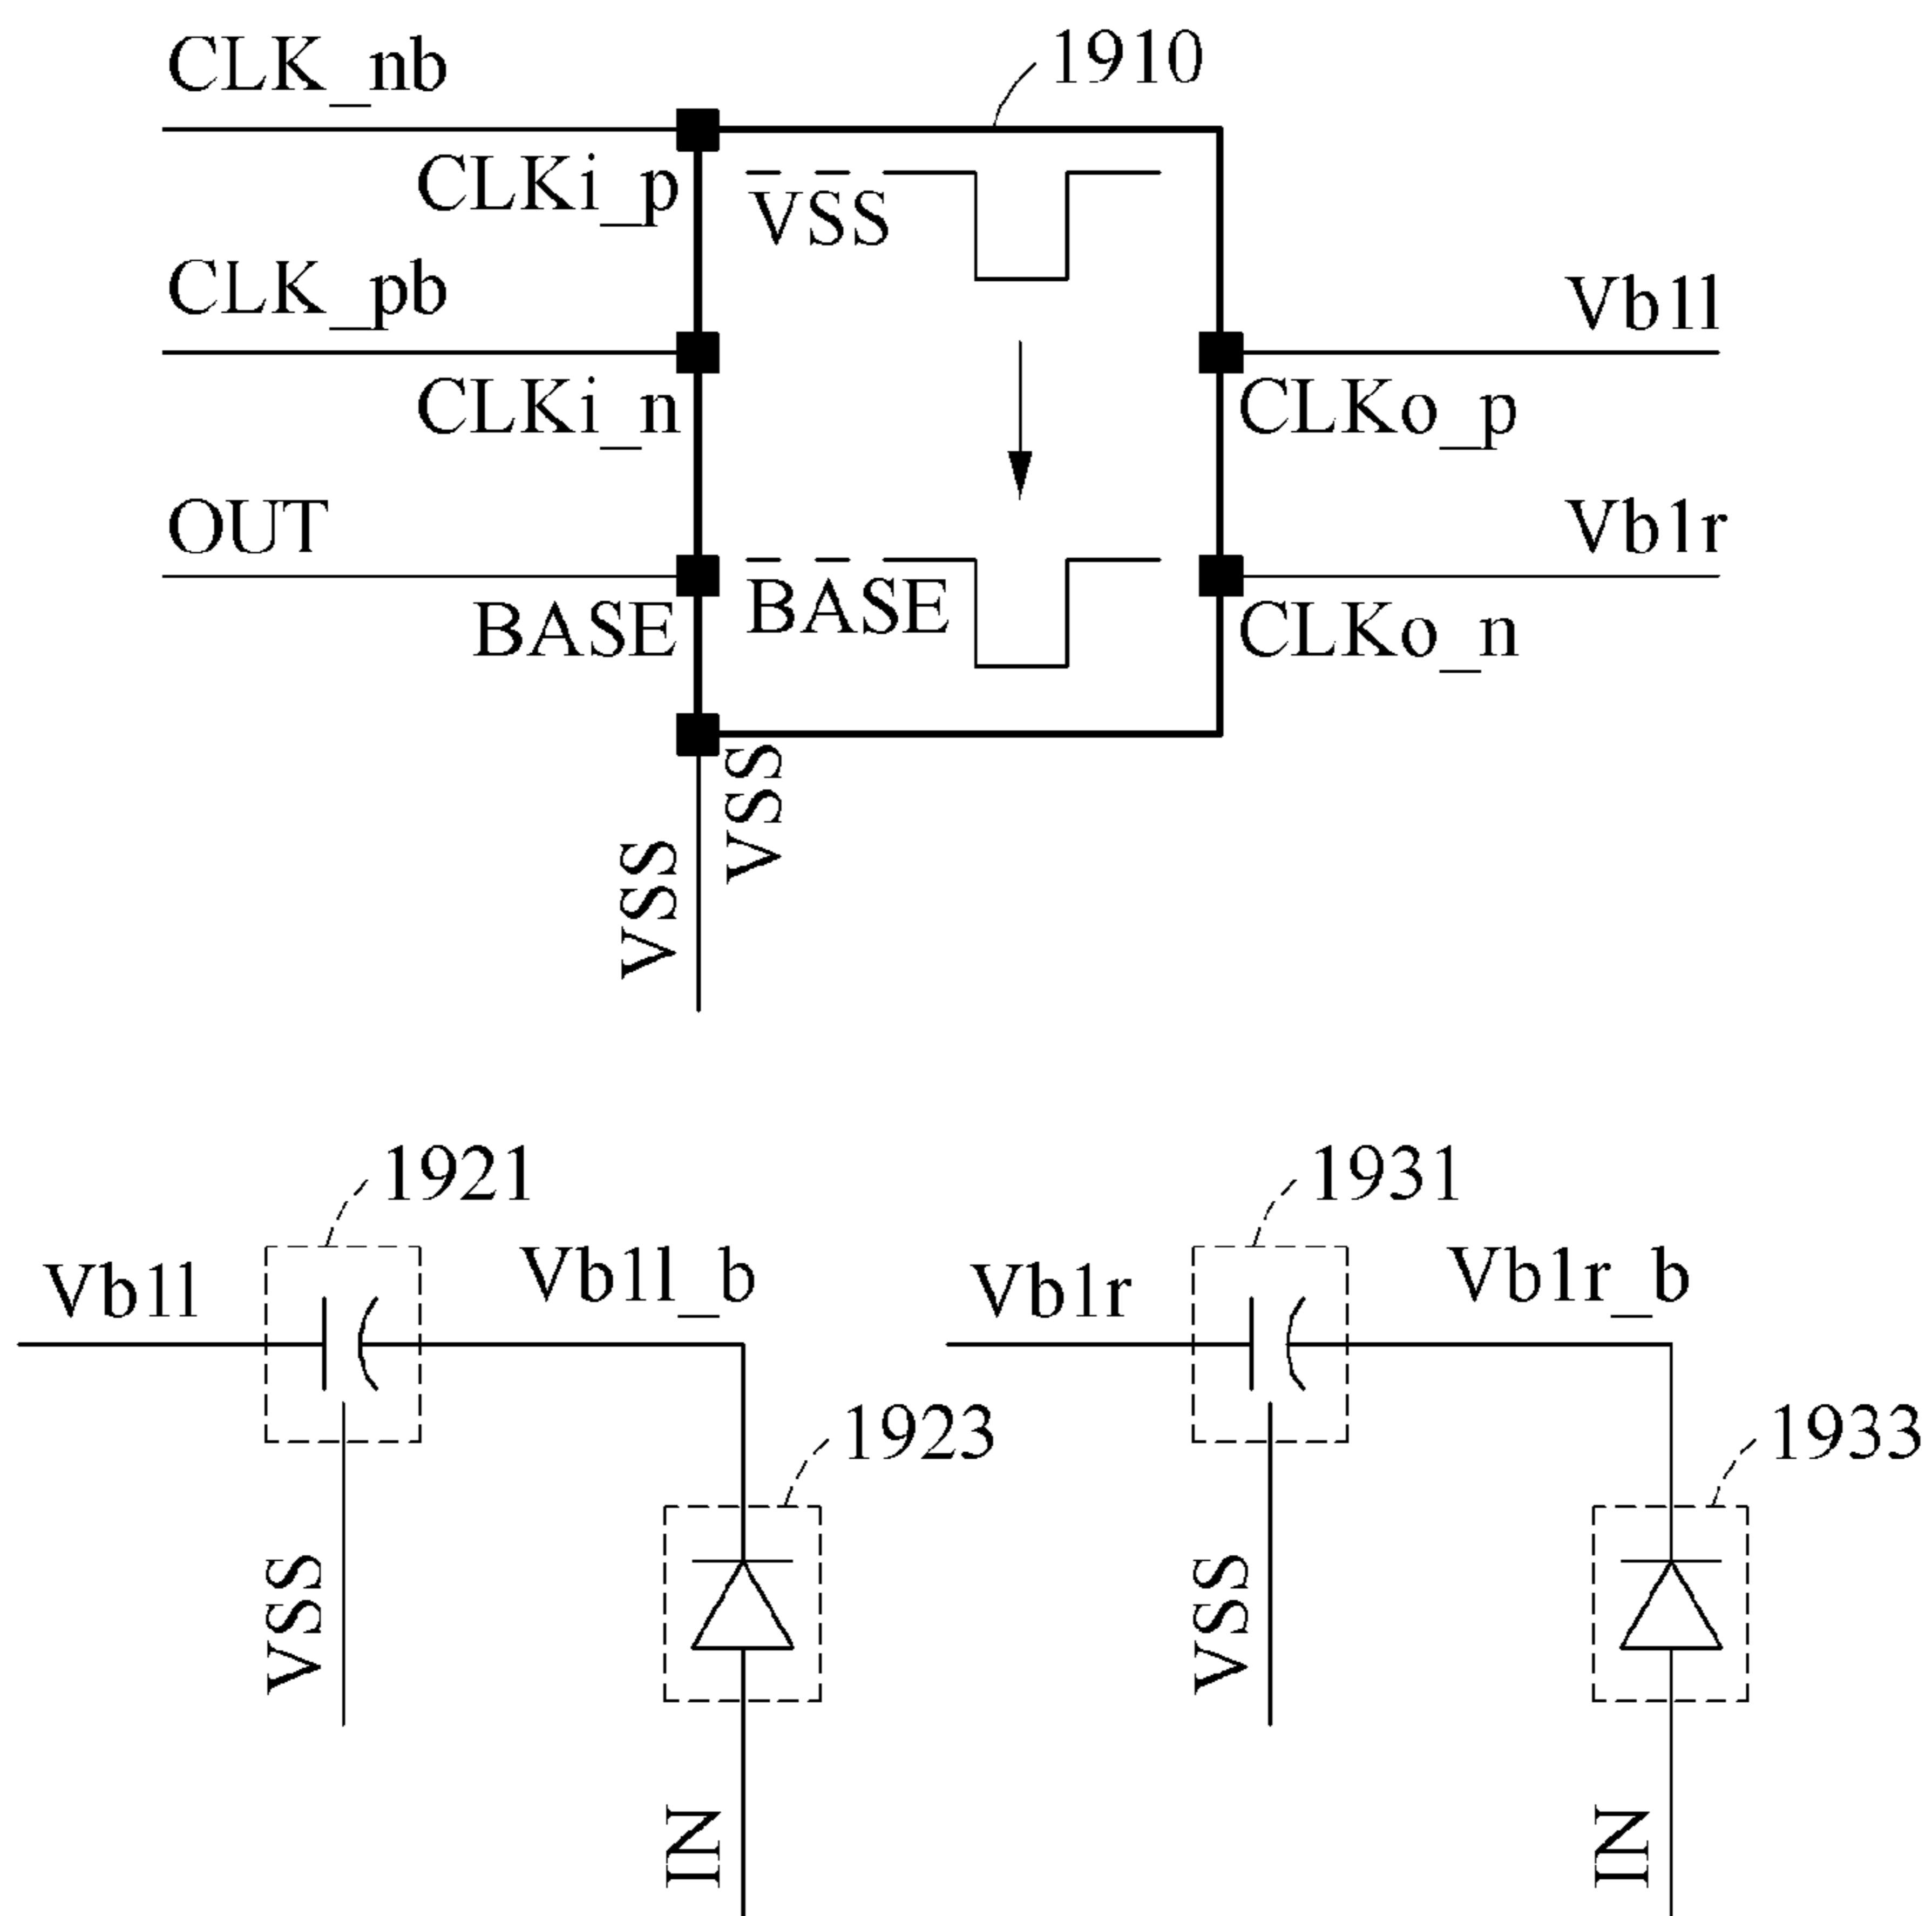 CLK_nb
1910
CLKi_p
VSS
CLK_pb
Vb1l
CLKi_n
CLKo_p
OUT
Vb1r
BASE
BASE
CLKo_n
VSS
VSS
1921
1931
Vb1l
Vb1l_b
Vb1r
Vb1r_b
1923
1933
VSS
VSS
IN
IN